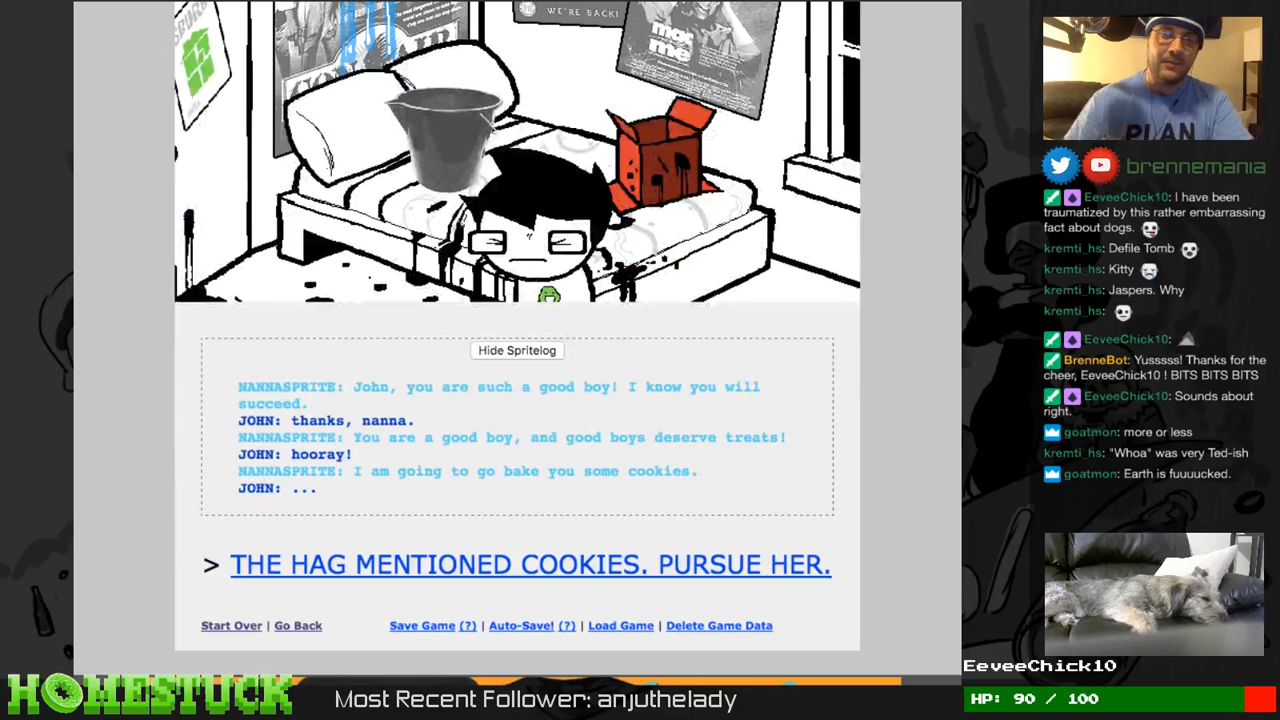 WE'RE BACK!
mac
me
CON AIR
Hide Spritelog
NANNASPRITE: John, you are such a good boy! I know you will
succeed.
JOHN: thanks, nanna.
NANNASPRITE: You are a good boy, and good boys deserve treats!
JOHN: hooray!
NANNASPRITE: I am going to go bake you some cookies.
JOHN: ...
> THE HAG MENTIONED COOKIES. PURSUE HER.
Start Over | Go Back
Save Game (?) | Auto-Save! (?) | Load Game | Delete Game Data
PLAN
brennemania
EeveeChick10: I have been
traumatized by this rather embarrassing
fact about dogs.
kremti_hs: Defile Tomb
kremti_hs: Kitty
kremti_hs: Jaspers. Why
kremti_hs:
EeveeChick10:
BrenneBot: Yusssss! Thanks for the
cheer, EeveeChick10 ! BITS BITS BITS
EeveeChick10: Sounds about
right.
goatmon: more or less
kremti_hs: "Whoa" was very Ted-ish
goatmon: Earth is fuuuucked.
EeveeChick10
HP: 90 / 100
HOMESTUCK
Most Recent Follower: anjuthelady